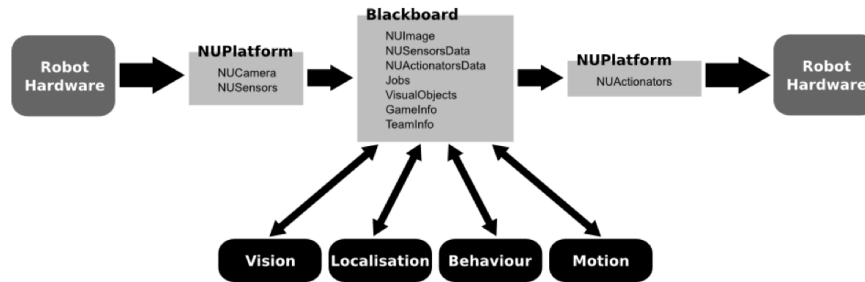 Robot
Hardware
NUPlatform
NUCamera
NUSensors
Blackboard
NUImage
NUSensorsData
NUActionatorsData
Jobs
VisualObjects
GameInfo
TeamInfo
NUPlatform
NUActionators
Robot
Hardware
Vision
Localisation
Behaviour
Motion